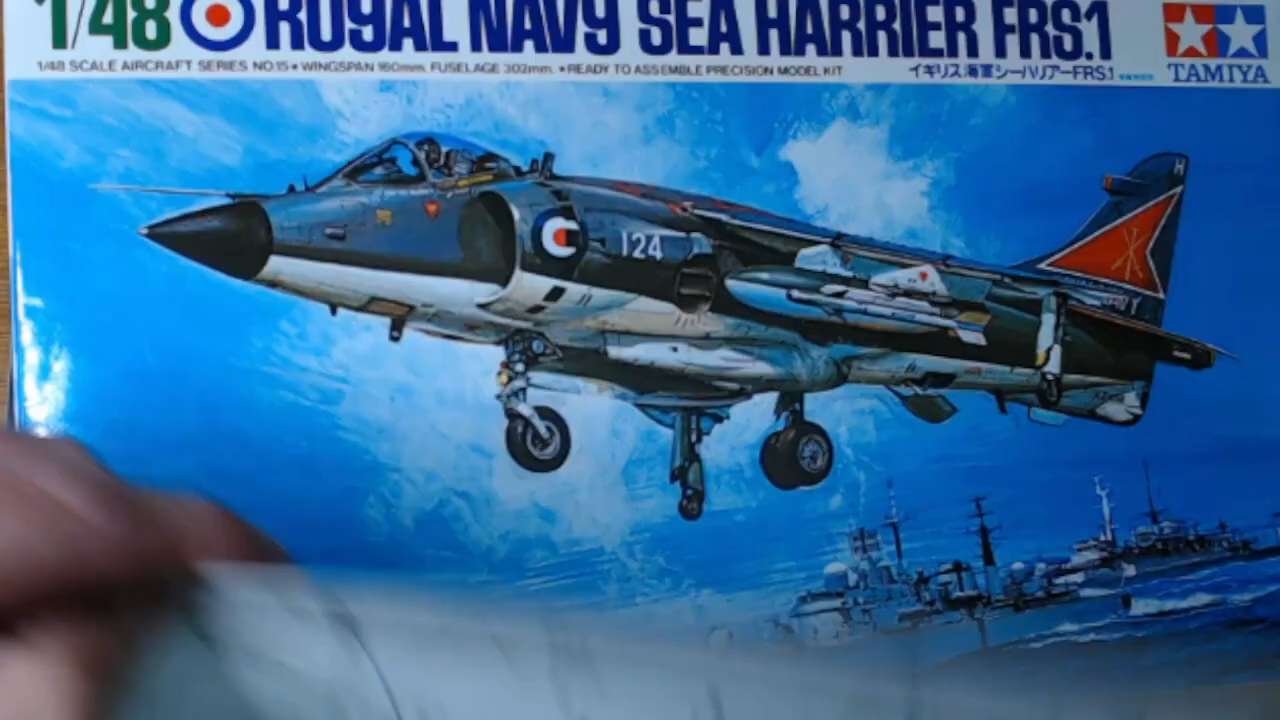 1/48 ROYAL NAVY SEA HARRIER FRS.1
1/48 SCALE AIRCRAFT SERIES NO.15 • WINGSPAN 160mm. FUSELAGE 302mm. • READY TO ASSEMBLE PRECISION MODEL KIT
イギリス海軍シーハリアーFRS.1
TAMIYA
H
124
Y